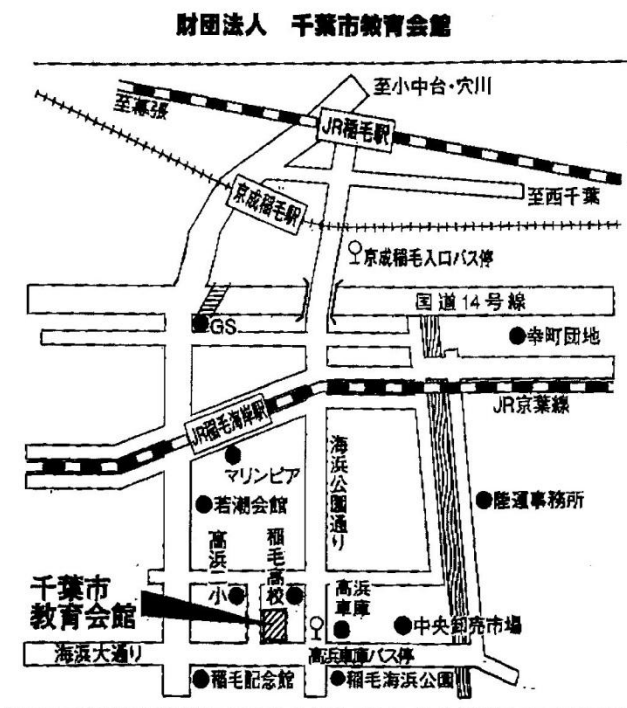 財団法人 千葉市教育会館
至小中台・穴川
至幕張
JR稲毛駅
至西千葉
京成稲毛駅
京成稲毛入口バス停
国道14号線
GS
幸町団地
JR京葉線
JR稲毛海岸駅
マリンピア
海浜公園通り
若潮会館
陸運事務所
高浜二小
稲毛高校
高浜車庫
千葉市
教育会館
中央卸売市場
海浜大通り
高浜車庫バス停
稲毛記念館
稲毛海浜公園